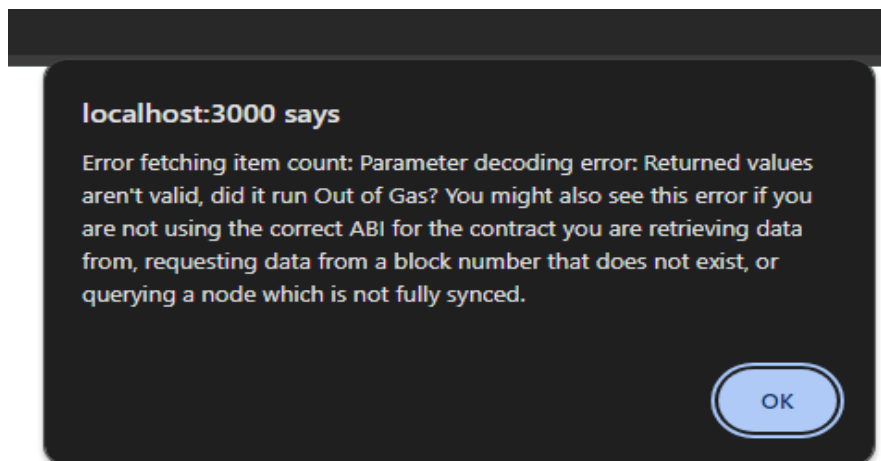 localhost:3000 says
Error fetching item count: Parameter decoding error: Returned values
aren't valid, did it run Out of Gas? You might also see this error if you
are not using the correct ABI for the contract you are retrieving data
from, requesting data from a block number that does not exist, or
querying a node which is not fully synced.
OK